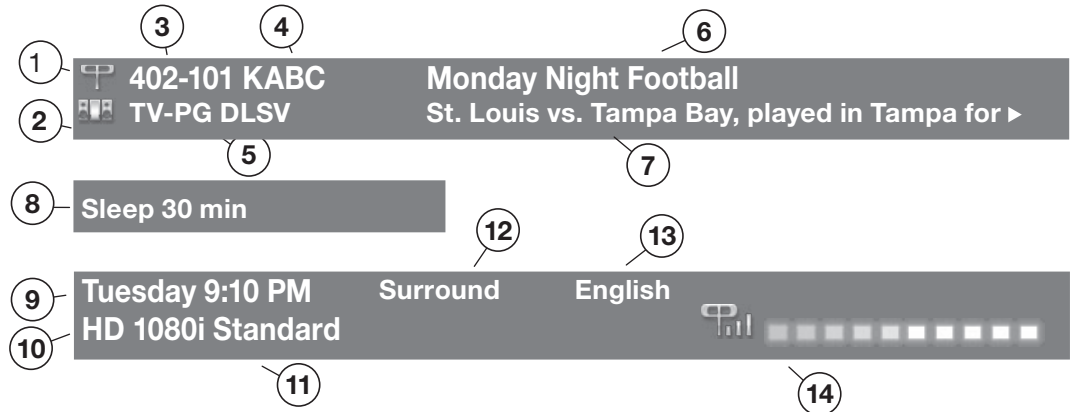 3 4 6
1 402-101 KABC Monday Night Football
2 TV-PG DLSV St. Louis vs. Tampa Bay, played in Tampa for ▶
5 7
8 Sleep 30 min
12 13
9 Tuesday 9:10 PM Surround English
10 HD 1080i Standard
11 14